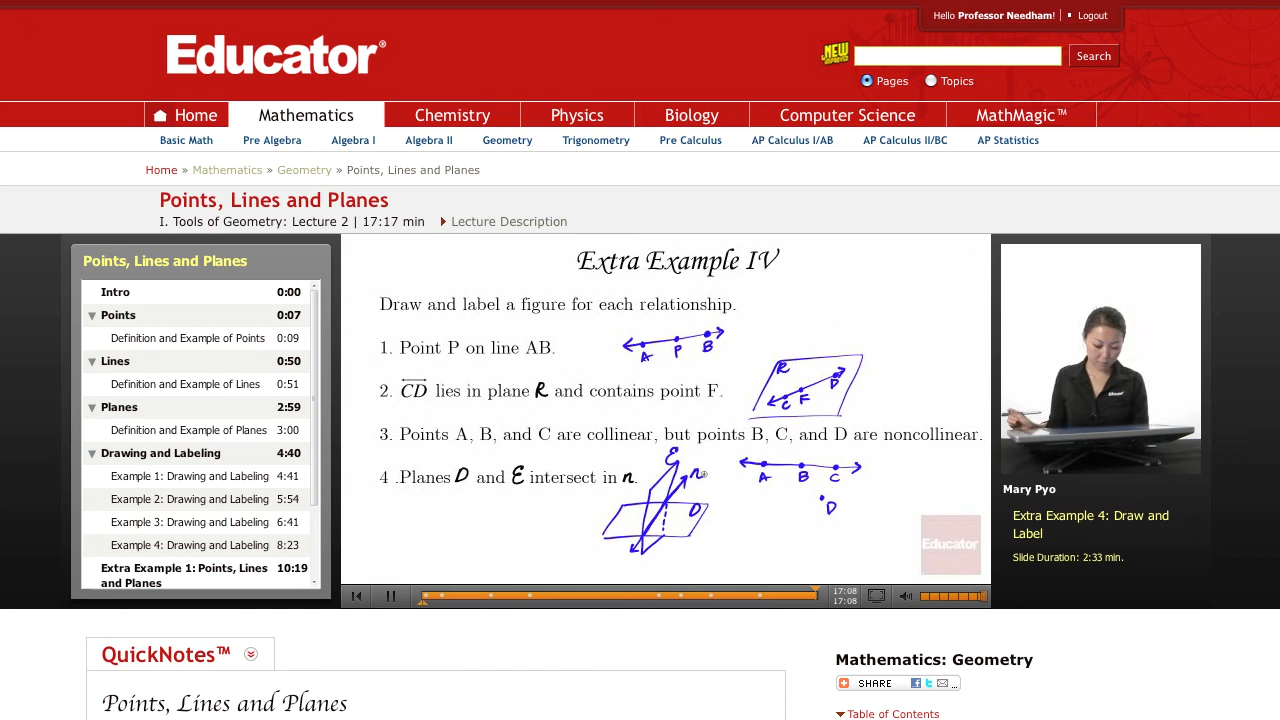 Hello Professor Needham! Logout
Educator®
NEW
Search
Pages Topics
Home Mathematics Chemistry Physics Biology Computer Science MathMagic™
Basic Math Pre Algebra Algebra I Algebra II Geometry Trigonometry Pre Calculus AP Calculus I/AB AP Calculus II/BC AP Statistics
Home » Mathematics » Geometry » Points, Lines and Planes
Points, Lines and Planes
I. Tools of Geometry: Lecture 2 | 17:17 min Lecture Description
Points, Lines and Planes
Intro 0:00
Points 0:07
Definition and Example of Points 0:09
Lines 0:50
Definition and Example of Lines 0:51
Planes 2:59
Definition and Example of Planes 3:00
Drawing and Labeling 4:40
Example 1: Drawing and Labeling 4:41
Example 2: Drawing and Labeling 5:54
Example 3: Drawing and Labeling 6:41
Example 4: Drawing and Labeling 8:23
Extra Example 1: Points, Lines 10:19
and Planes
Extra Example IV
Draw and label a figure for each relationship.
1. Point P on line AB.
A P B
2. CD lies in plane R and contains point F.
R
C F D
3. Points A, B, and C are collinear, but points B, C, and D are noncollinear.
4 .Planes D and E intersect in n.
E
n
D
A B C
D
Educator
17:08
17:08
Mary Pyo
Extra Example 4: Draw and
Label
Slide Duration: 2:33 min.
QuickNotes™
Points, Lines and Planes
Mathematics: Geometry
SHARE ...
Table of Contents